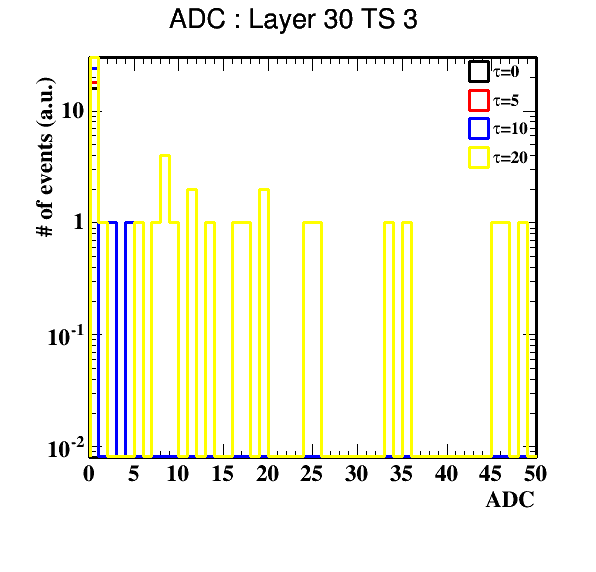 ADC : Layer 30 TS 3
# of events (a.u.)
τ=0
τ=5
τ=10
τ=20
10
1
10⁻¹
10⁻²
0 5 10 15 20 25 30 35 40 45 50
ADC